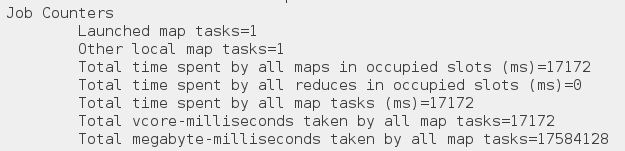 Job Counters
Launched map tasks=1
Other local map tasks=1
Total time spent by all maps in occupied slots (ms)=17172
Total time spent by all reduces in occupied slots (ms)=0
Total time spent by all map tasks (ms)=17172
Total vcore-milliseconds taken by all map tasks=17172
Total megabyte-milliseconds taken by all map tasks=17584128